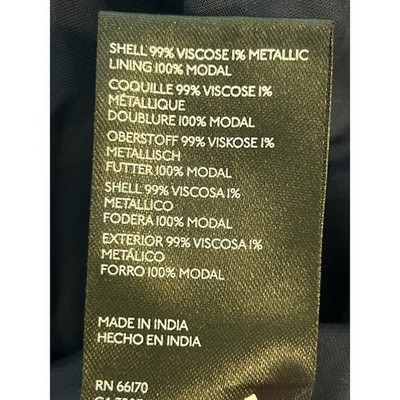 SHELL 99% VISCOSE 1% METALLIC
LINING 100% MODAL
COQUILLE 99% VISCOSE 1%
MÉTALLIQUE
DOUBLURE 100% MODAL
OBERSTOFF 99% VISKOSE 1%
METALLISCH
FUTTER 100% MODAL
SHELL 99% VISCOSA 1%
METALLICO
FODERA 100% MODAL
EXTERIOR 99% VISCOSA 1%
METÁLICO
FORRO 100% MODAL
MADE IN INDIA
HECHO EN INDIA
RN 66170